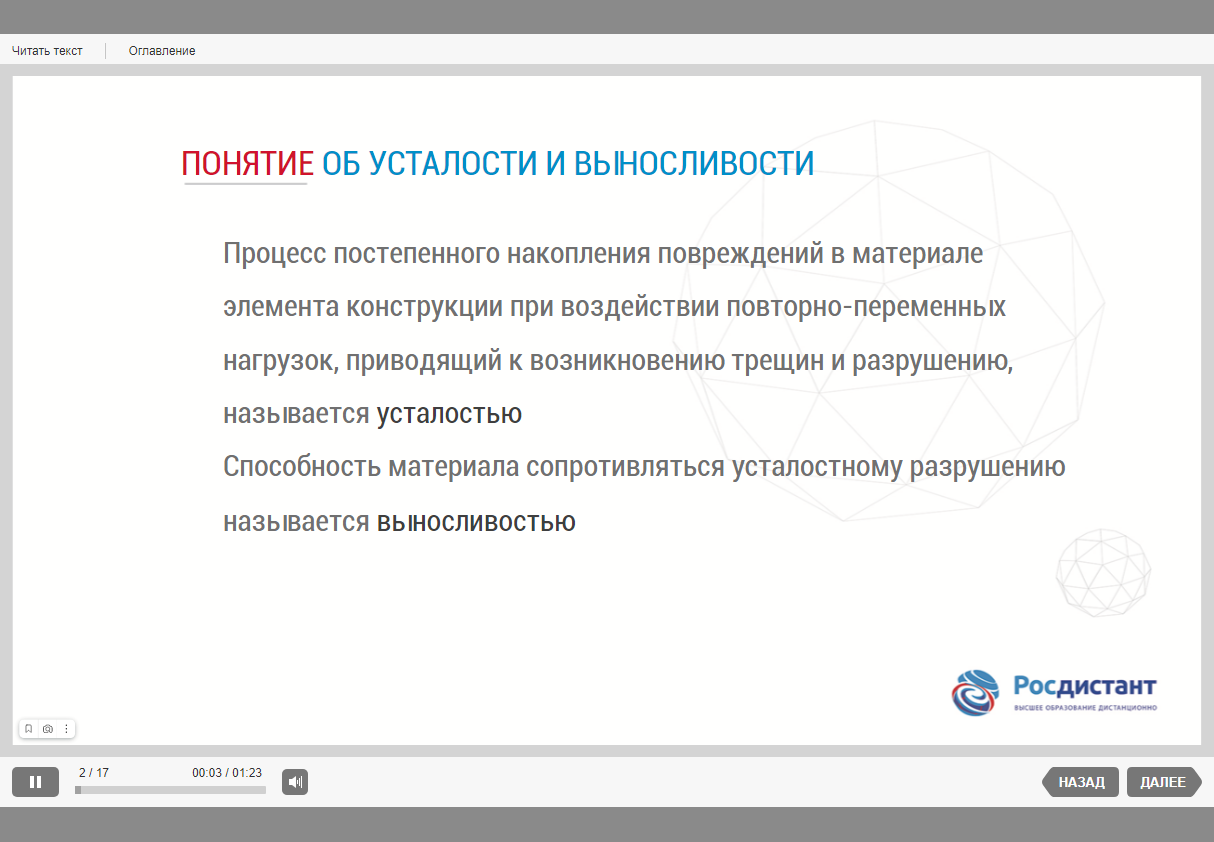 Читать текст
Оглавление
ПОНЯТИЕ ОБ УСТАЛОСТИ И ВЫНОСЛИВОСТИ
Процесс постепенного накопления повреждений в материале
элемента конструкции при воздействии повторно-переменных
нагрузок, приводящий к возникновению трещин и разрушению,
называется усталостью
Способность материала сопротивляться усталостному разрушению
называется выносливостью
Росдистант
ВЫСШЕЕ ОБРАЗОВАНИЕ ДИСТАНЦИОННО
2 / 17
00:03 / 01:23
НАЗАД
ДАЛЕЕ